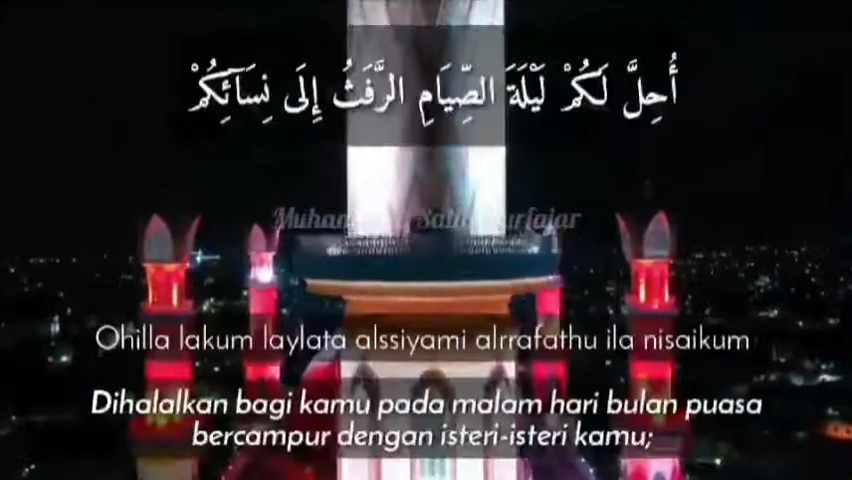 أُحِلَّ لَكُمْ لَيْلَةَ الصِّيَامِ الرَّفَثُ إِلَى نِسَائِكُمْ
Ohilla lakum laylata alssiyami alrrafathu ila nisaikum
Dihalalkan bagi kamu pada malam hari bulan puasa
bercampur dengan isteri-isteri kamu;